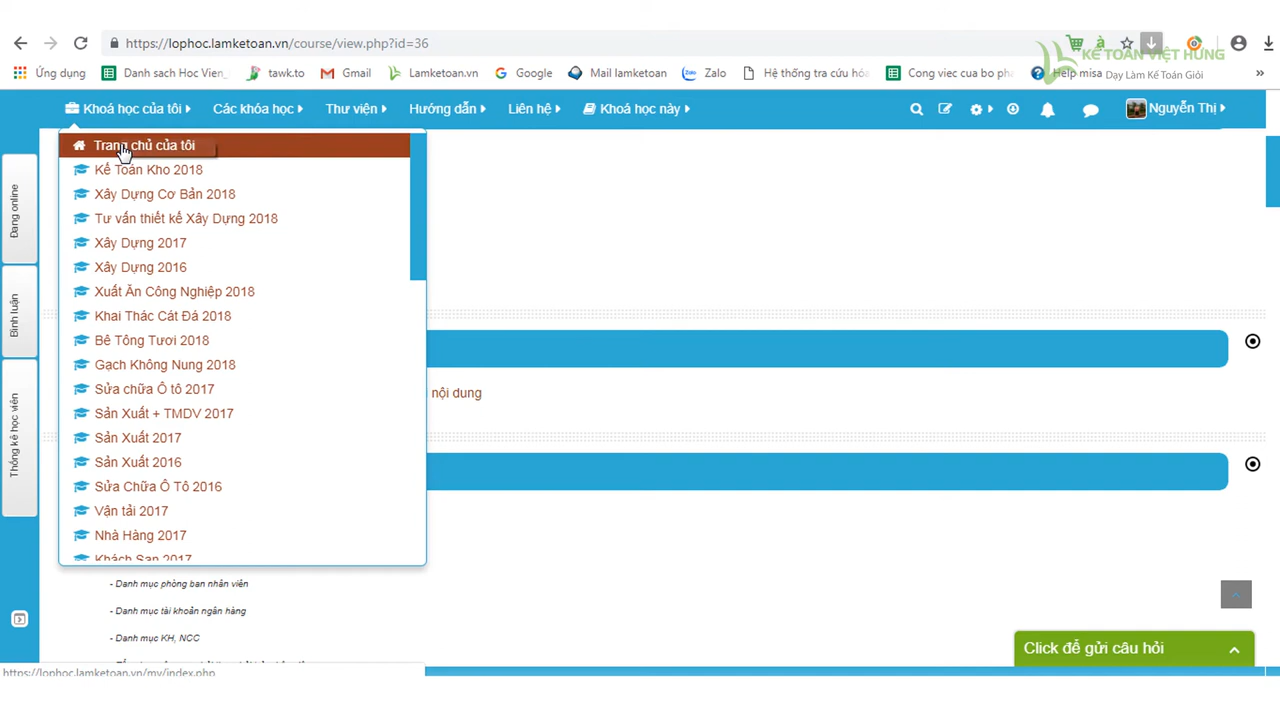 https://lophoc.lamketoan.vn/course/view.php?id=36
KẾ TOÁN VIỆT HƯNG
Dạy Làm Kế Toán Giỏi
Ứng dụng
Danh sach Hoc Vien_
tawk.to
Gmail
Lamketoan.vn
Google
Mail lamketoan
Zalo
Hệ thống tra cứu hóa
Cong viec cua bo pha
Help misa
Khoá học của tôi
Các khóa học
Thư viện
Hướng dẫn
Liên hệ
Khoá học này
Nguyễn Thị
Trang chủ của tôi
Kế Toán Kho 2018
Xây Dựng Cơ Bản 2018
Tư vấn thiết kế Xây Dựng 2018
Xây Dựng 2017
Xây Dựng 2016
Xuất Ăn Công Nghiệp 2018
Khai Thác Cát Đá 2018
Bê Tông Tươi 2018
Gạch Không Nung 2018
Sửa chữa Ô tô 2017
Sản Xuất + TMDV 2017
Sản Xuất 2017
Sản Xuất 2016
Sửa Chữa Ô Tô 2016
Vận tải 2017
Nhà Hàng 2017
Khách Sạn 2017
Đang online
Bình luận
Thống kê học viên
nội dung
- Danh mục phòng ban nhân viên
- Danh mục tài khoản ngân hàng
- Danh mục KH, NCC
Click để gửi câu hỏi
https://lophoc.lamketoan.vn/my/index.php